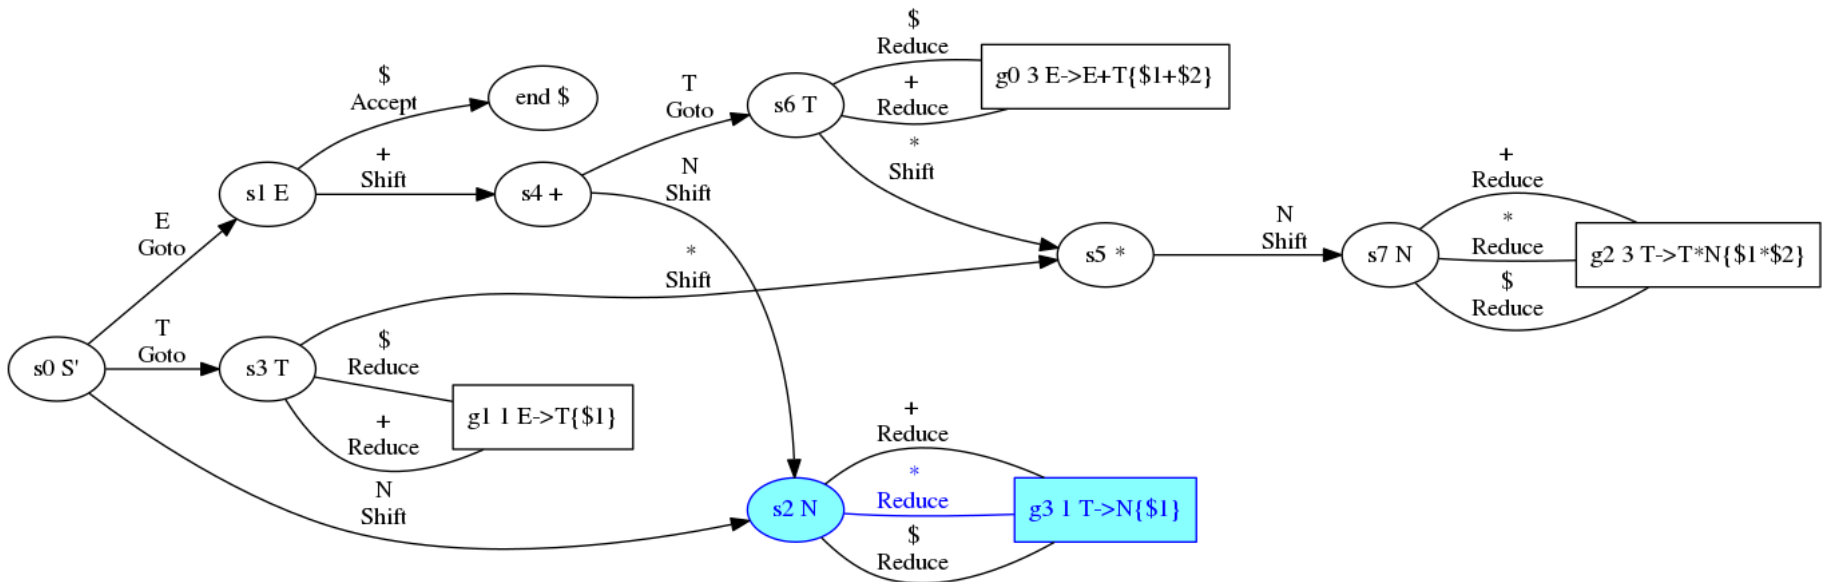 $
Reduce
g0 3 E->E+T{$1+$2}
+
Reduce
$
Accept
end $
T
Goto
s6 T
*
Shift
+
Shift
s1 E
s4 +
N
Shift
E
Goto
*
Shift
s5 *
N
Shift
s7 N
+
Reduce
*
Reduce
$
Reduce
g2 3 T->T*N{$1*$2}
s0 S'
T
Goto
s3 T
$
Reduce
+
Reduce
g1 1 E->T{$1}
N
Shift
s2 N
+
Reduce
*
Reduce
$
Reduce
g3 1 T->N{$1}